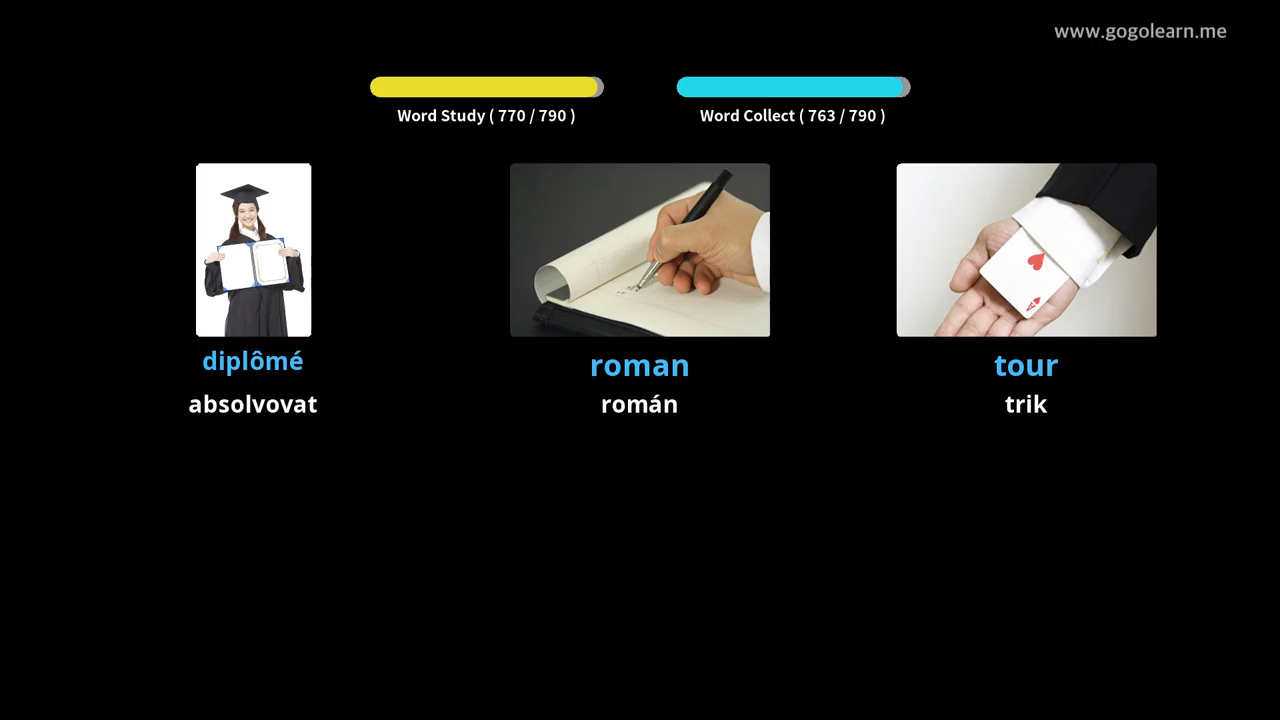 www.gogolearn.me
Word Study ( 770 / 790 )
Word Collect ( 763 / 790 )
diplômé
roman
tour
absolvovat
román
trik